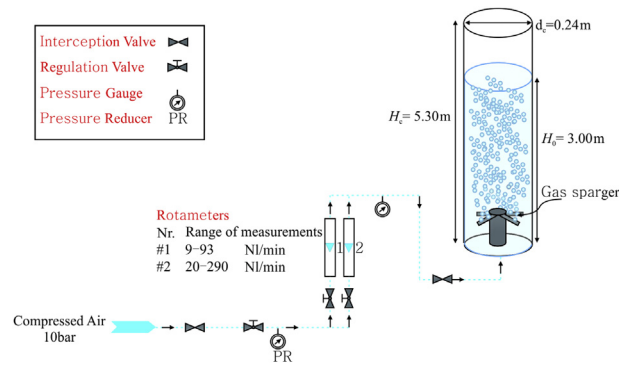 Interception Valve
Regulation Valve
Pressure Gauge
Pressure Reducer PR
d꜀=0.24m
H꜀= 5.30m
H₀= 3.00m
Gas sparger
Rotameters
Nr. Range of measurements
#1 9-93 Nl/min
#2 20-290 Nl/min
1 2
Compressed Air
10bar
PR